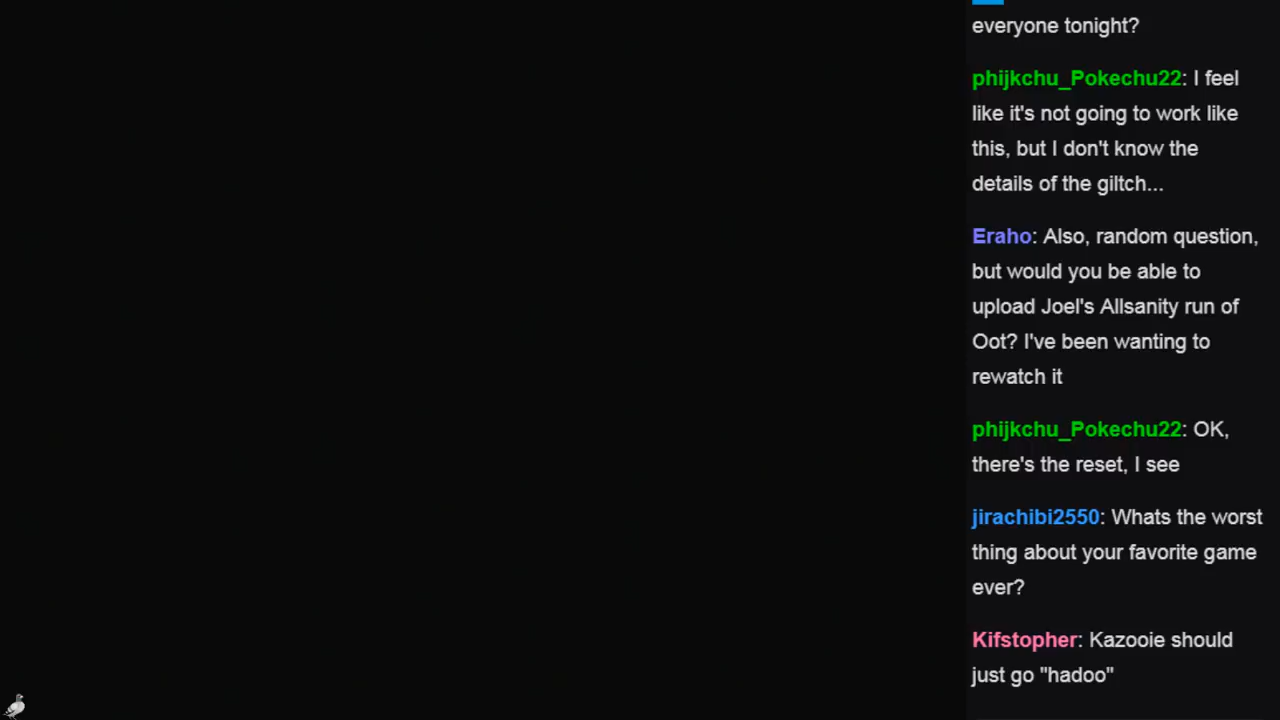 everyone tonight?
phijkchu_Pokechu22: I feel
like it's not going to work like
this, but I don't know the
details of the giltch...
Eraho: Also, random question,
but would you be able to
upload Joel's Allsanity run of
Oot? I've been wanting to
rewatch it
phijkchu_Pokechu22: OK,
there's the reset, I see
jirachibi2550: Whats the worst
thing about your favorite game
ever?
Kifstopher: Kazooie should
just go "hadoo"